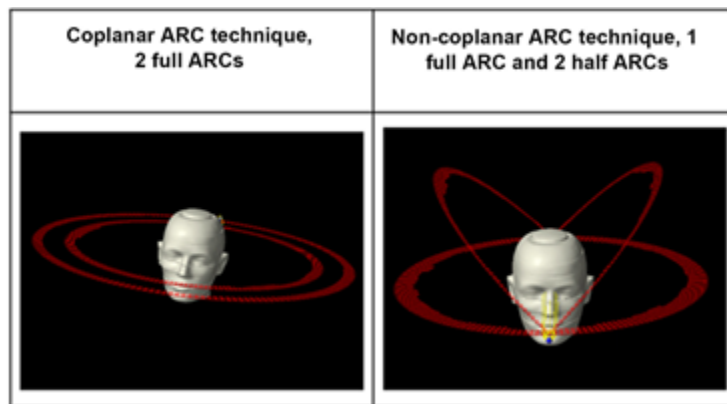 Coplanar ARC technique,
2 full ARCs
Non-coplanar ARC technique, 1
full ARC and 2 half ARCs